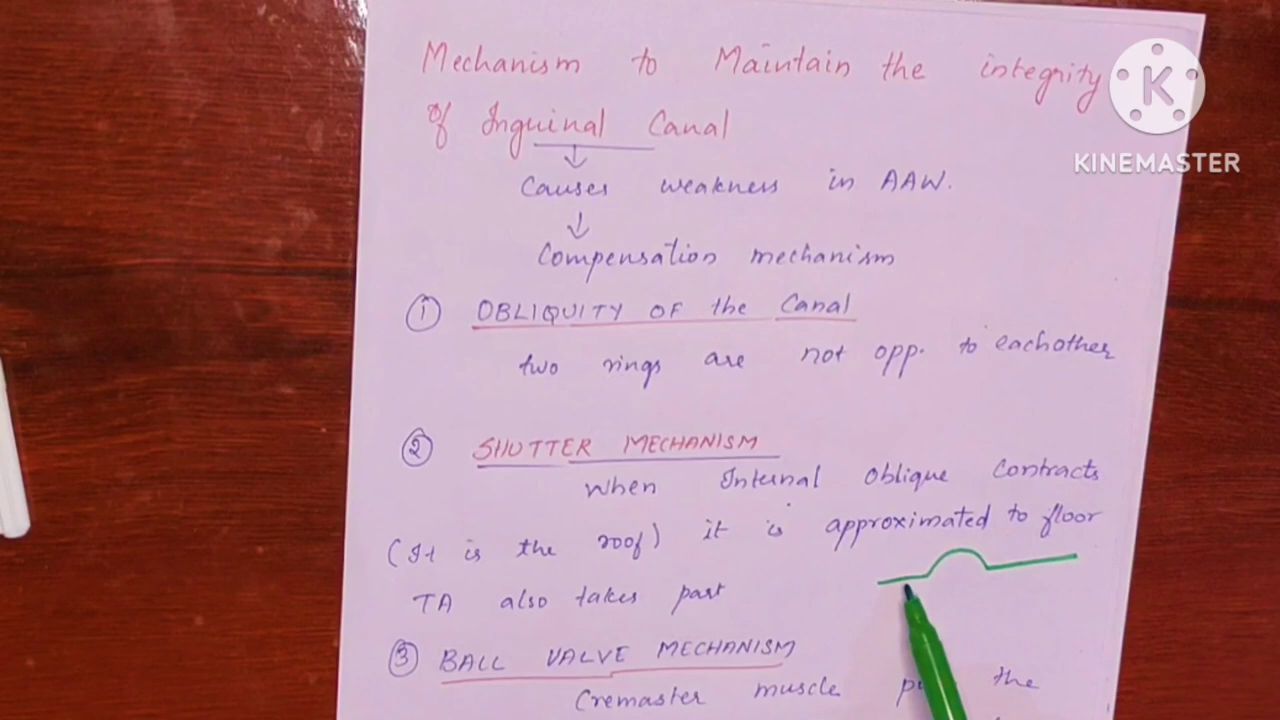 Mechanism to Maintain the integrity
of Inguinal Canal
Causes weakness in AAW.
Compensation mechanism
① OBLIQUITY OF the Canal
two rings are not opp. to eachother
② SHUTTER MECHANISM
When Internal oblique contracts
(It is the roof) it is approximated to floor
TA also takes part
③ BALL VALVE MECHANISM
Cremaster muscle the
K
KINEMASTER